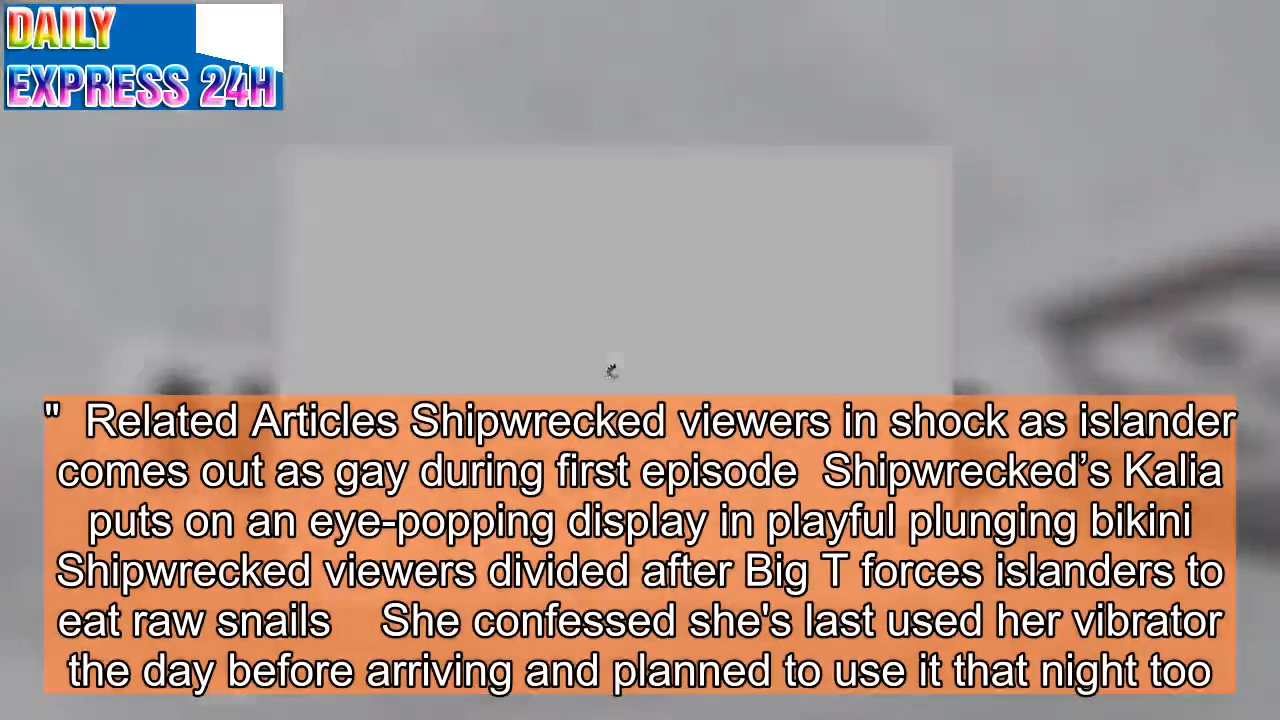 DAILY
EXPRESS 24H
" Related Articles Shipwrecked viewers in shock as islander
comes out as gay during first episode Shipwrecked’s Kalia
puts on an eye-popping display in playful plunging bikini
Shipwrecked viewers divided after Big T forces islanders to
eat raw snails She confessed she's last used her vibrator
the day before arriving and planned to use it that night too